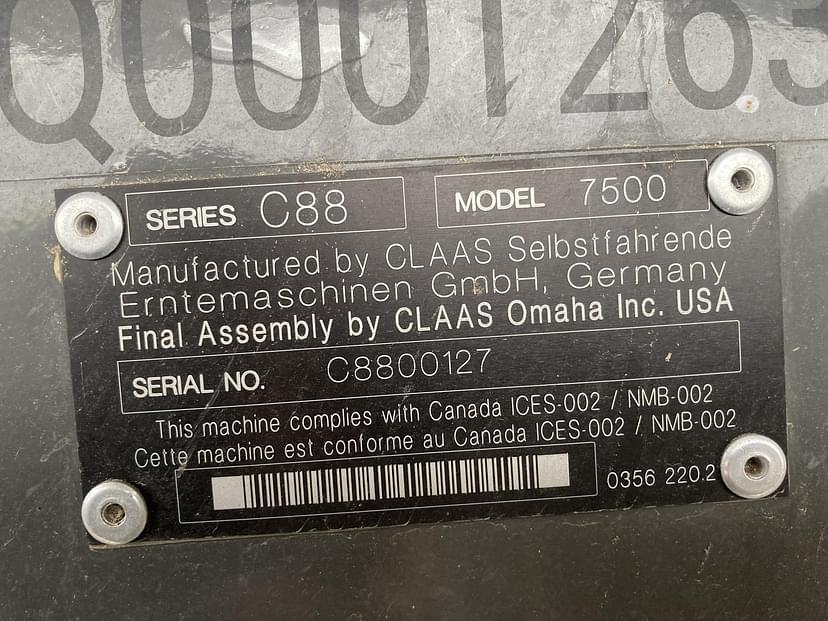 Q0001263
SERIES C88
MODEL 7500
Manufactured by CLAAS Selbstfahrende
Erntemaschinen GmbH, Germany
Final Assembly by CLAAS Omaha Inc. USA
SERIAL NO. C8800127
This machine complies with Canada ICES-002 / NMB-002
Cette machine est conforme au Canada ICES-002 / NMB-002
0356 220.2